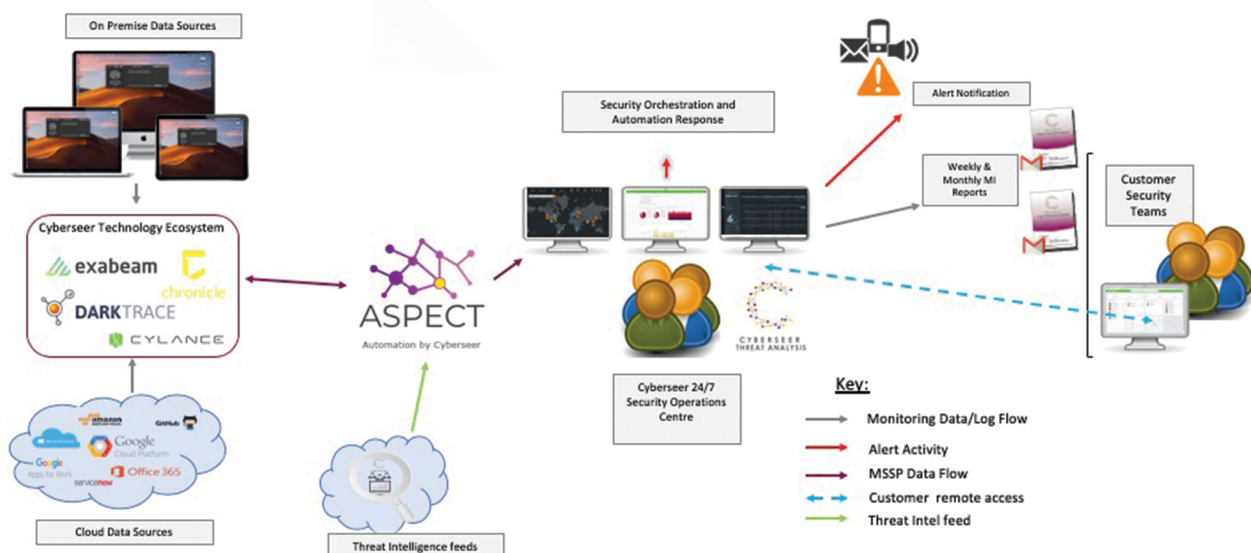 On Premise Data Sources
Cyberseer Technology Ecosystem
exabeam
chronicle
DARKTRACE
CYLANCE
amazon
web services
GitHub
Google
Cloud Platform
Google
Apps for Work
Office 365
servicenow
Cloud Data Sources
ASPECT
Automation by Cyberseer
Threat Intelligence feeds
Security Orchestration and
Automation Response
CYBERSEER
THREAT ANALYSIS
Cyberseer 24/7
Security Operations
Centre
Alert Notification
Weekly &
Monthly MI
Reports
Customer
Security
Teams
Key:
Monitoring Data/Log Flow
Alert Activity
MSSP Data Flow
Customer remote access
Threat Intel feed